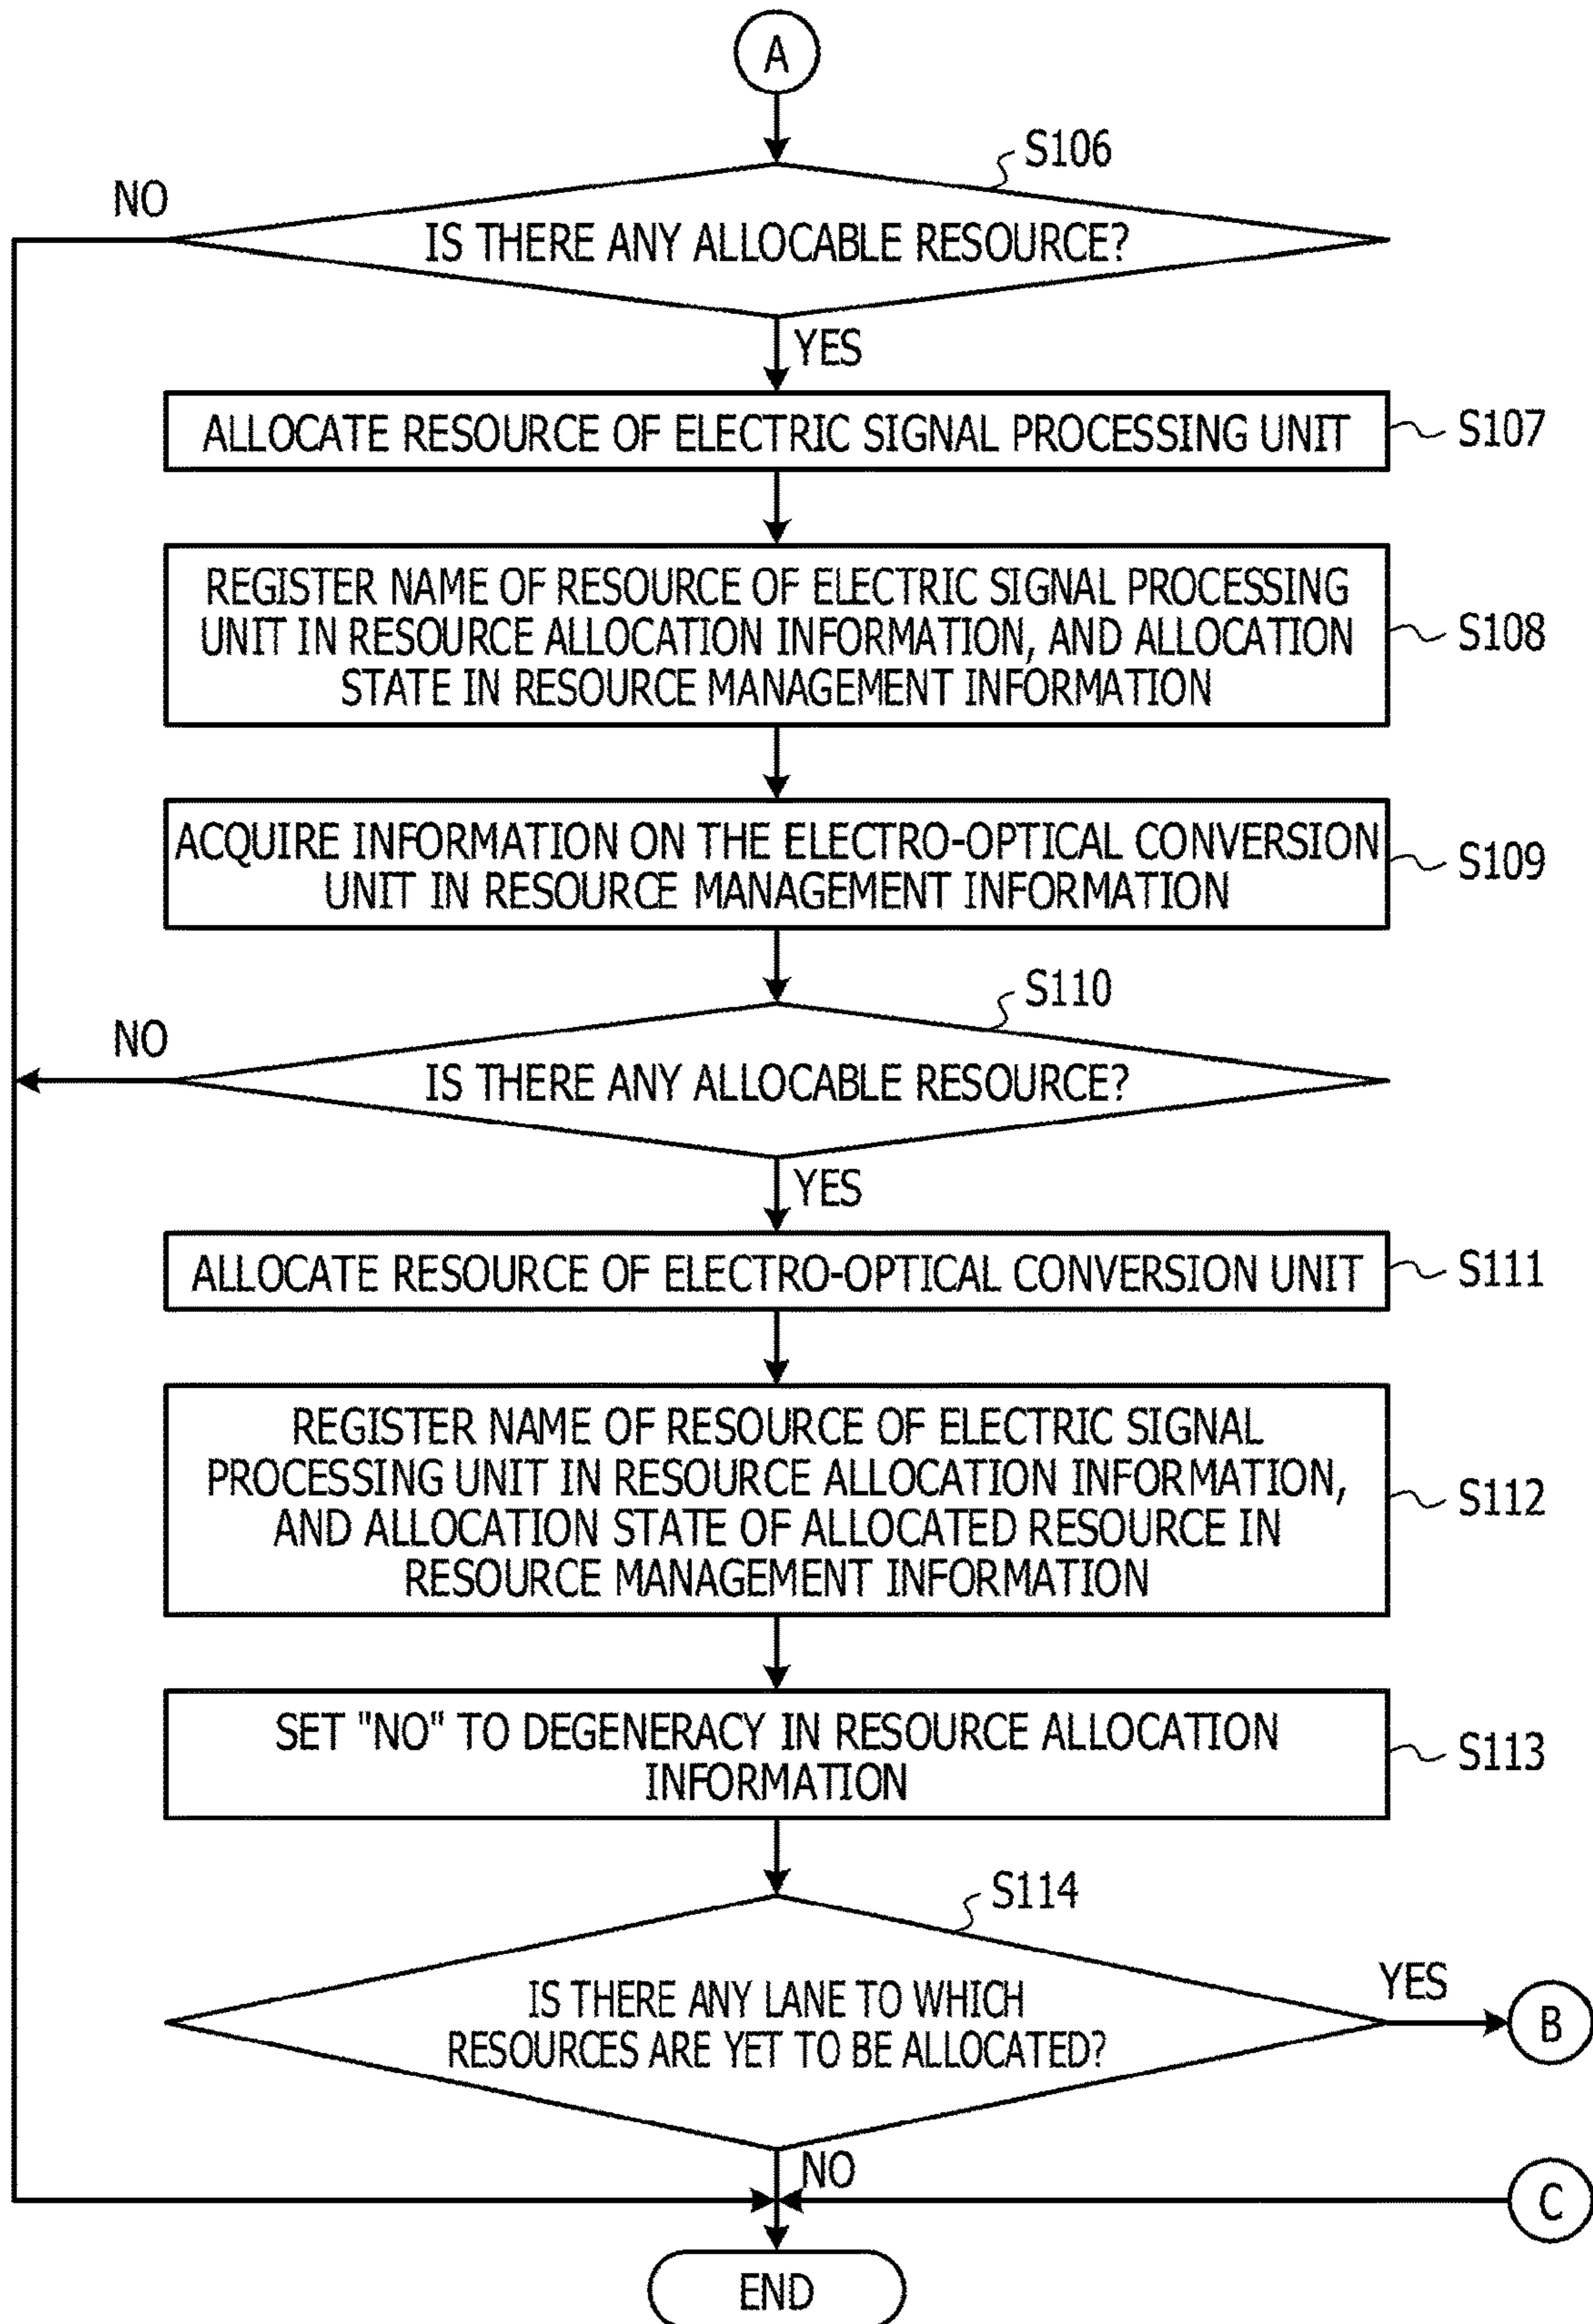 A
S106
NO
IS THERE ANY ALLOCABLE RESOURCE?
YES
ALLOCATE RESOURCE OF ELECTRIC SIGNAL PROCESSING UNIT
S107
REGISTER NAME OF RESOURCE OF ELECTRIC SIGNAL PROCESSING
UNIT IN RESOURCE ALLOCATION INFORMATION, AND ALLOCATION
STATE IN RESOURCE MANAGEMENT INFORMATION
S108
ACQUIRE INFORMATION ON THE ELECTRO-OPTICAL CONVERSION
UNIT IN RESOURCE MANAGEMENT INFORMATION
S109
S110
NO
IS THERE ANY ALLOCABLE RESOURCE?
YES
ALLOCATE RESOURCE OF ELECTRO-OPTICAL CONVERSION UNIT
S111
REGISTER NAME OF RESOURCE OF ELECTRIC SIGNAL
PROCESSING UNIT IN RESOURCE ALLOCATION INFORMATION,
AND ALLOCATION STATE OF ALLOCATED RESOURCE IN
RESOURCE MANAGEMENT INFORMATION
S112
SET "NO" TO DEGENERACY IN RESOURCE ALLOCATION
INFORMATION
S113
S114
IS THERE ANY LANE TO WHICH
RESOURCES ARE YET TO BE ALLOCATED?
YES
B
NO
C
END